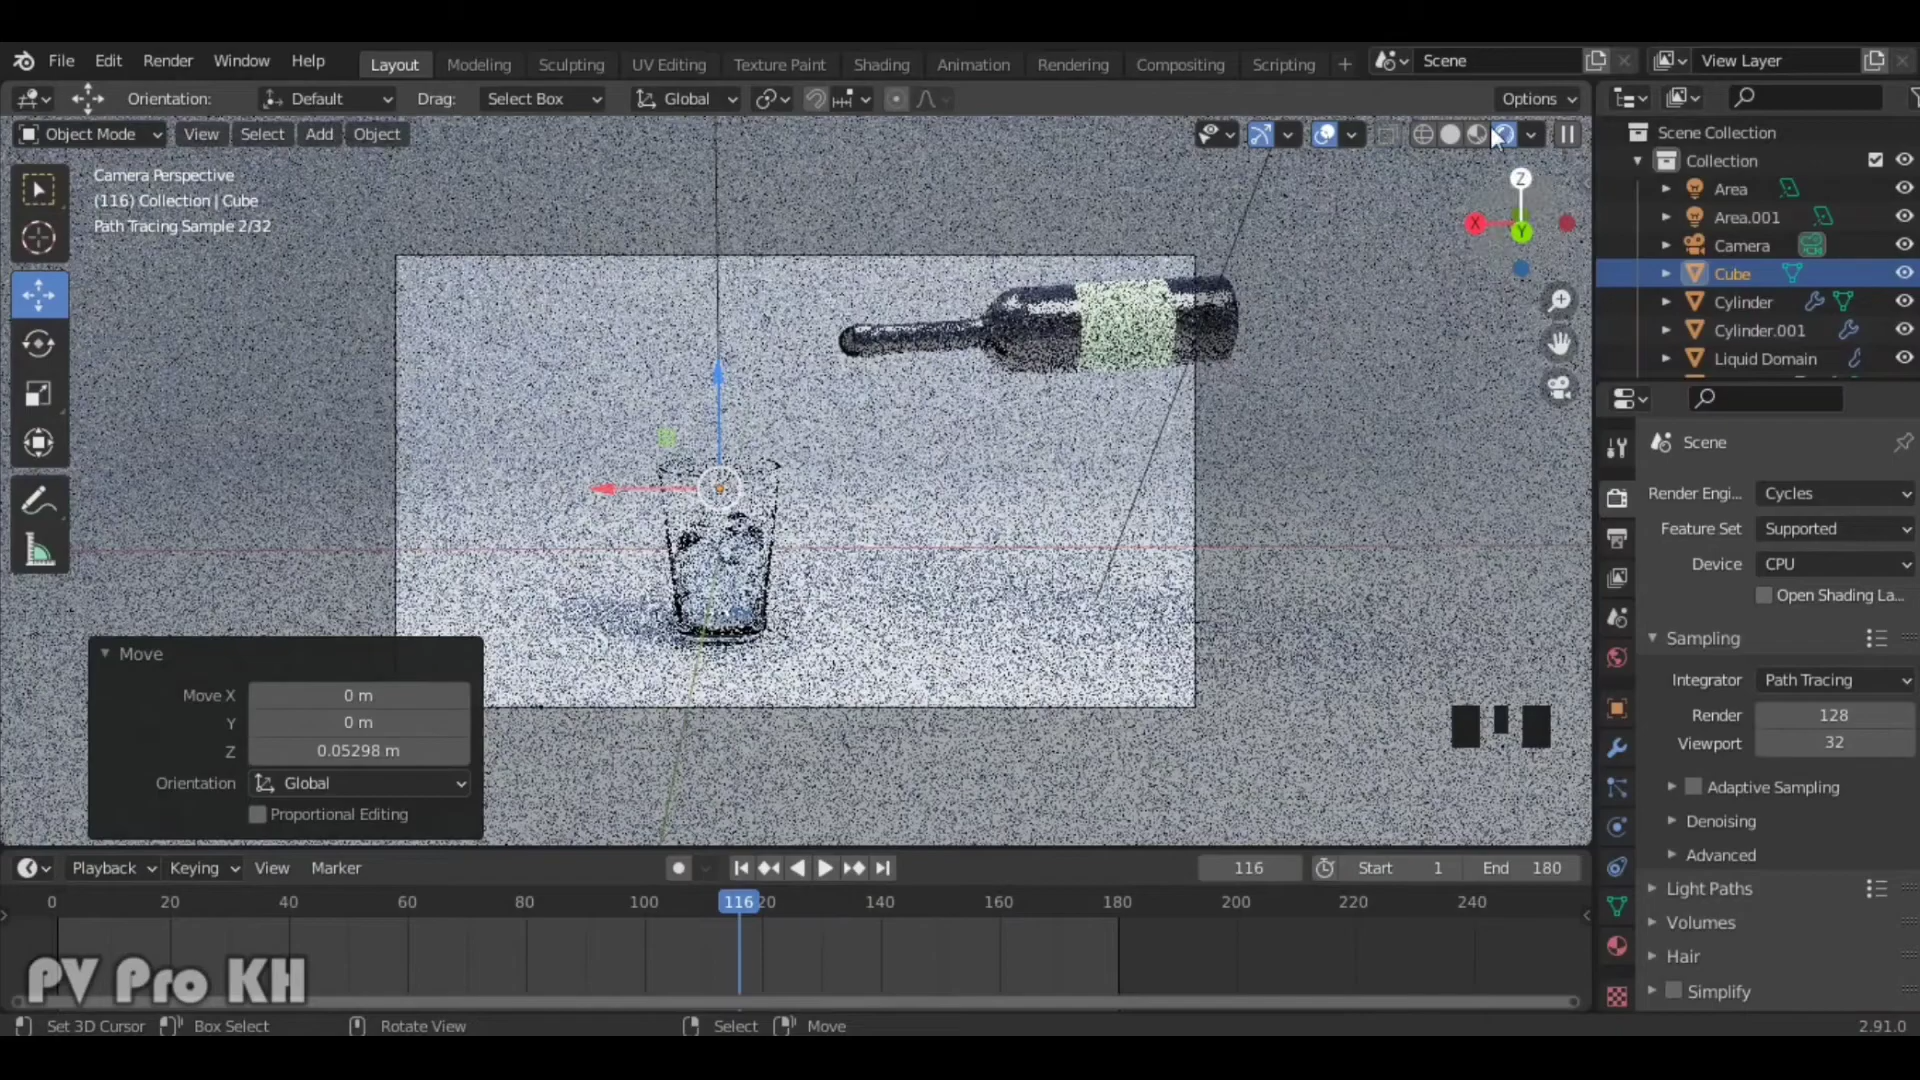 File Edit Render Window Help Layout Modeling Sculpting UV Editing Texture Paint Shading Animation Rendering Compositing Scripting + Scene View Layer
Orientation: Default Drag: Select Box Global Options
Object Mode View Select Add Object
Camera Perspective
(116) Collection | Cube
Path Tracing Sample 2/32
Z
X
Y
Move
Move X 0 m
Y 0 m
Z 0.05298 m
Orientation Global
Proportional Editing
Scene Collection
Collection
Area
Area.001
Camera
Cube
Cylinder
Cylinder.001
Liquid Domain
Scene
Render Engi... Cycles
Feature Set Supported
Device CPU
Open Shading La...
Sampling
Integrator Path Tracing
Render 128
Viewport 32
Adaptive Sampling
Denoising
Advanced
Light Paths
Volumes
Hair
Simplify
Playback Keying View Marker 116 Start 1 End 180
0 20 40 60 80 100 116 20 140 160 180 200 220 240
PV Pro KH
Set 3D Cursor Box Select Rotate View Select Move 2.91.0